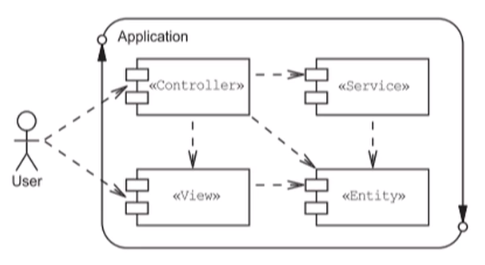 Application
«Controller»
«Service»
User
«View»
«Entity»